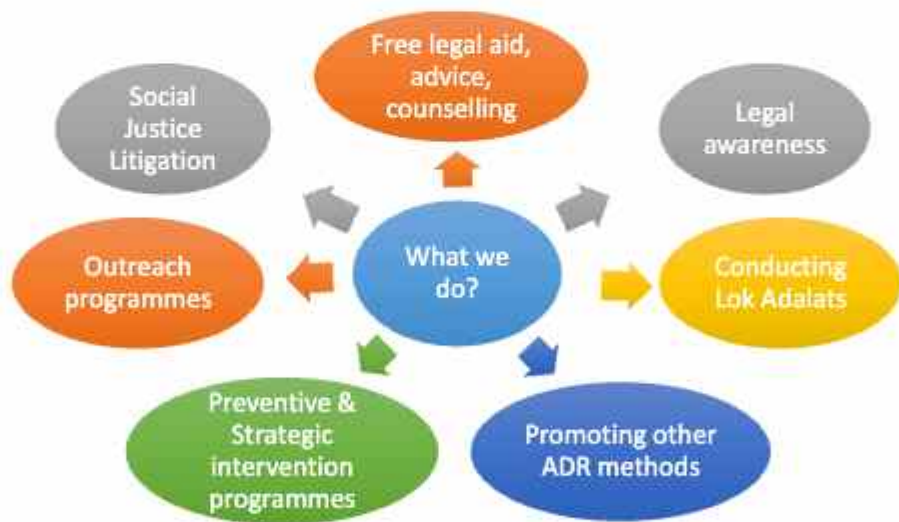 Free legal aid,
advice,
counselling
Social
Justice
Litigation
Legal
awareness
What we
do?
Outreach
programmes
Conducting
Lok Adalats
Preventive &
Strategic
intervention
programmes
Promoting other
ADR methods